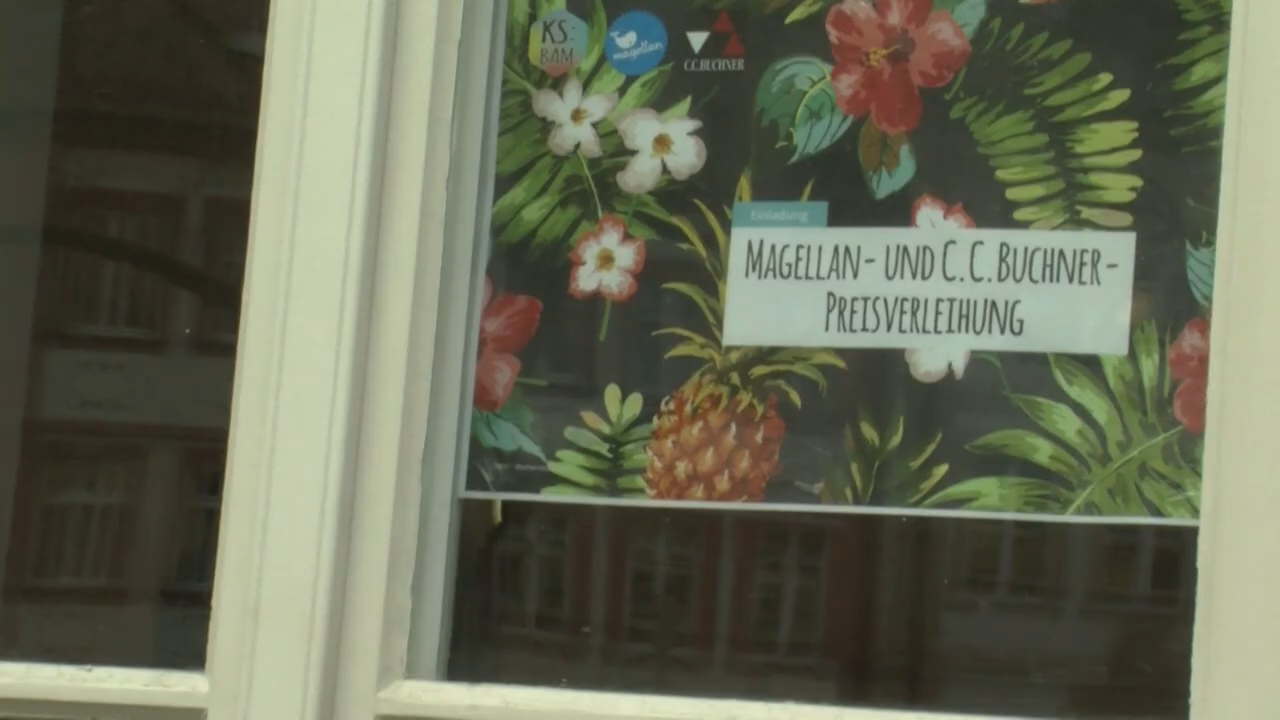 KS:
BAM
magellan
C.C.BUCHNER
Einladung
MAGELLAN- UND C.C.BUCHNER-
PREISVERLEIHUNG